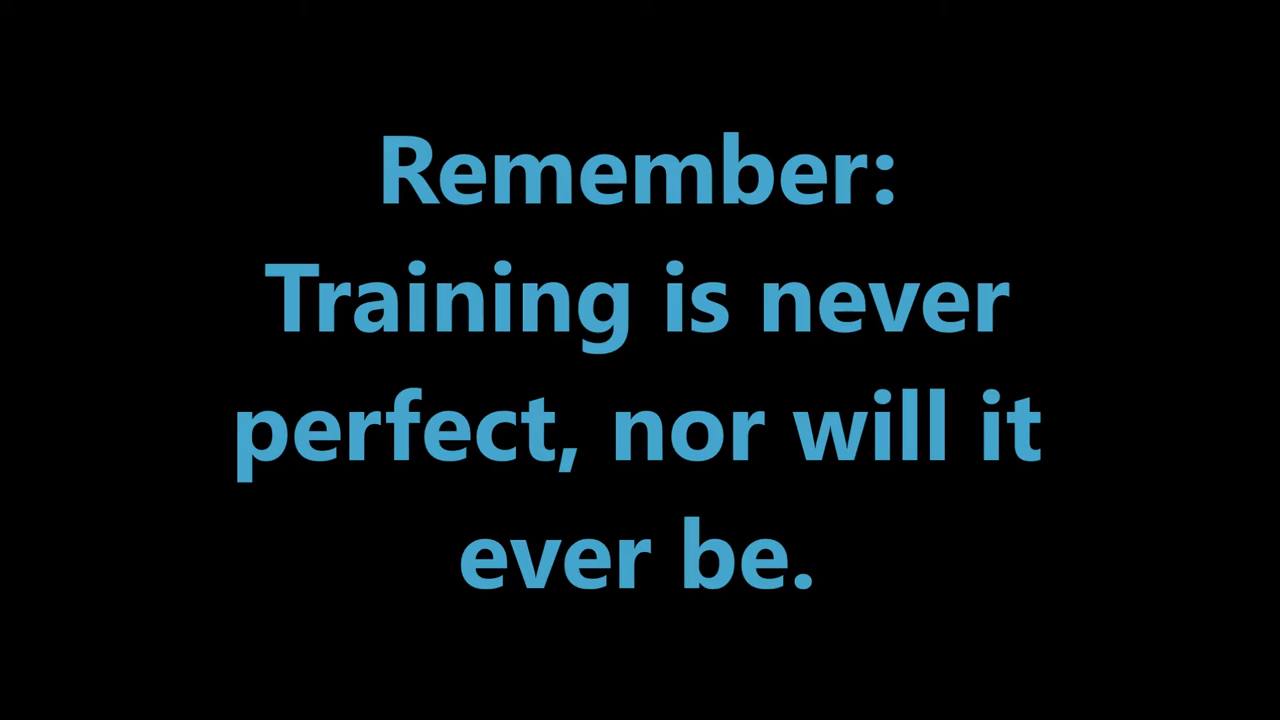 Remember:
Training is never
perfect, nor will it
ever be.